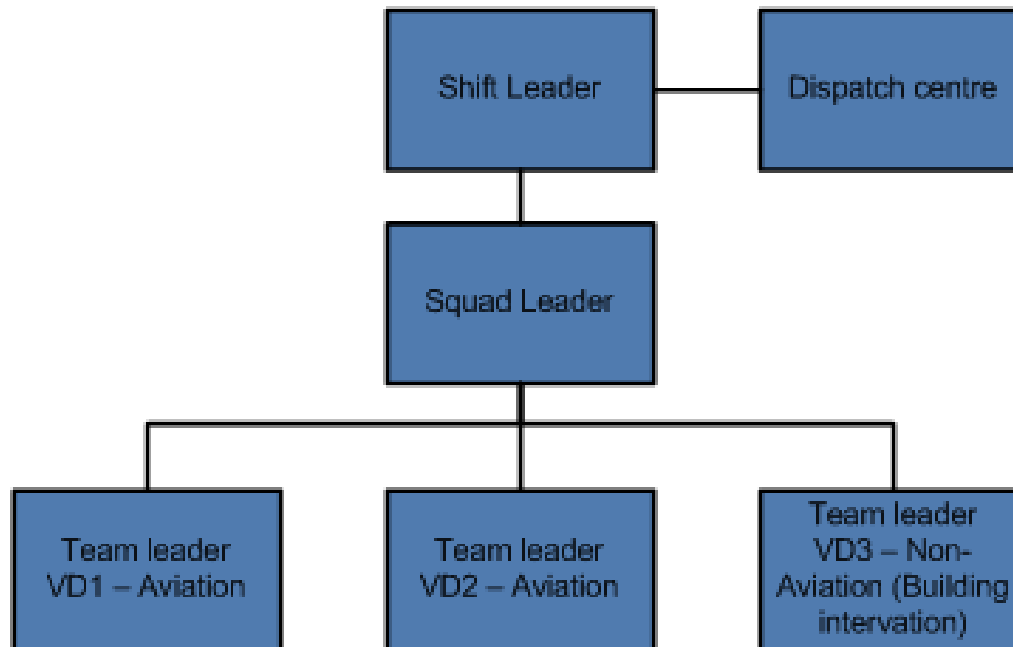 Shift Leader
Dispatch centre
Squad Leader
Team leader
VD1 – Aviation
Team leader
VD2 – Aviation
Team leader
VD3 – Non-
Aviation (Building
intervation)